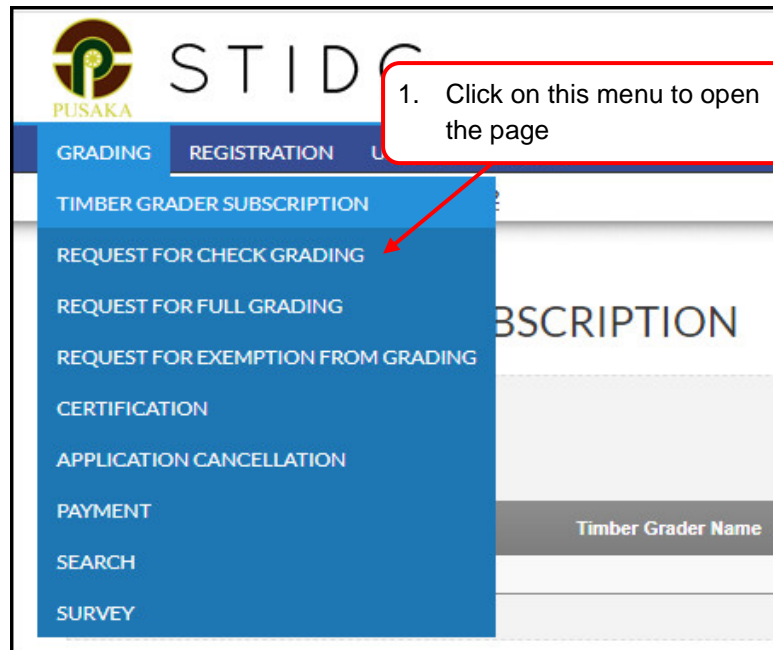 STIDC
PUSAKA
1. Click on this menu to open
the page
GRADING REGISTRATION
TIMBER GRADER SUBSCRIPTION
REQUEST FOR CHECK GRADING
REQUEST FOR FULL GRADING
REQUEST FOR EXEMPTION FROM GRADING
BSCRIPTION
CERTIFICATION
APPLICATION CANCELLATION
PAYMENT
Timber Grader Name
SEARCH
SURVEY